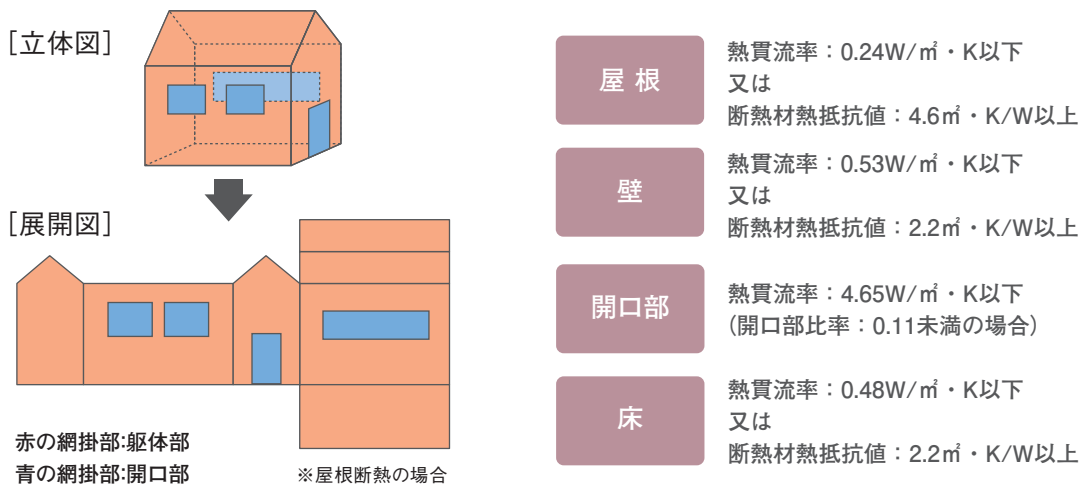 [立体図]
[展開図]
赤の網掛部:躯体部
青の網掛部:開口部
※屋根断熱の場合
屋 根
熱貫流率：0.24W/㎡・K以下
又は
断熱材熱抵抗値：4.6㎡・K/W以上
壁
熱貫流率：0.53W/㎡・K以下
又は
断熱材熱抵抗値：2.2㎡・K/W以上
開口部
熱貫流率：4.65W/㎡・K以下
(開口部比率：0.11未満の場合)
床
熱貫流率：0.48W/㎡・K以下
又は
断熱材熱抵抗値：2.2㎡・K/W以上